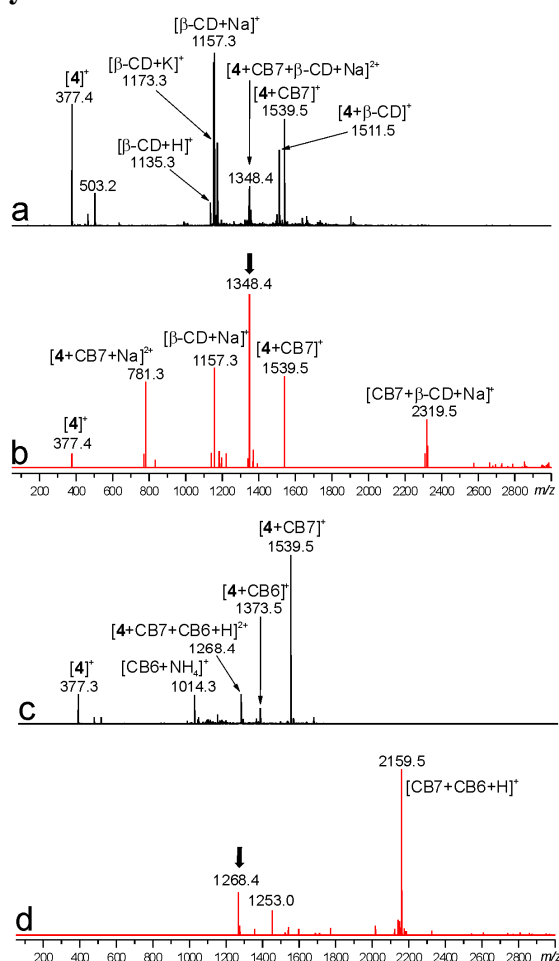 [β-CD+Na]⁺
1157.3
[β-CD+K]⁺
1173.3
[4+CB7+β-CD+Na]²⁺
[4]⁺
377.4
[4+CB7]⁺
1539.5
[4+β-CD]⁺
1511.5
[β-CD+H]⁺
1135.3
503.2
1348.4
a
1348.4
[4+CB7+Na]²⁺
781.3
[β-CD+Na]⁺
1157.3
[4+CB7]⁺
1539.5
[CB7+β-CD+Na]⁺
2319.5
[4]⁺
377.4
b
200 400 600 800 1000 1200 1400 1600 1800 2000 2200 2400 2600 2800 m/z
[4+CB7]⁺
1539.5
[4+CB6]⁺
1373.5
[4+CB7+CB6+H]²⁺
1268.4
[4]⁺
377.3
[CB6+NH₄]⁺
1014.3
c
2159.5
[CB7+CB6+H]⁺
1268.4
1253.0
d
200 400 600 800 1000 1200 1400 1600 1800 2000 2200 2400 2600 2800 m/z